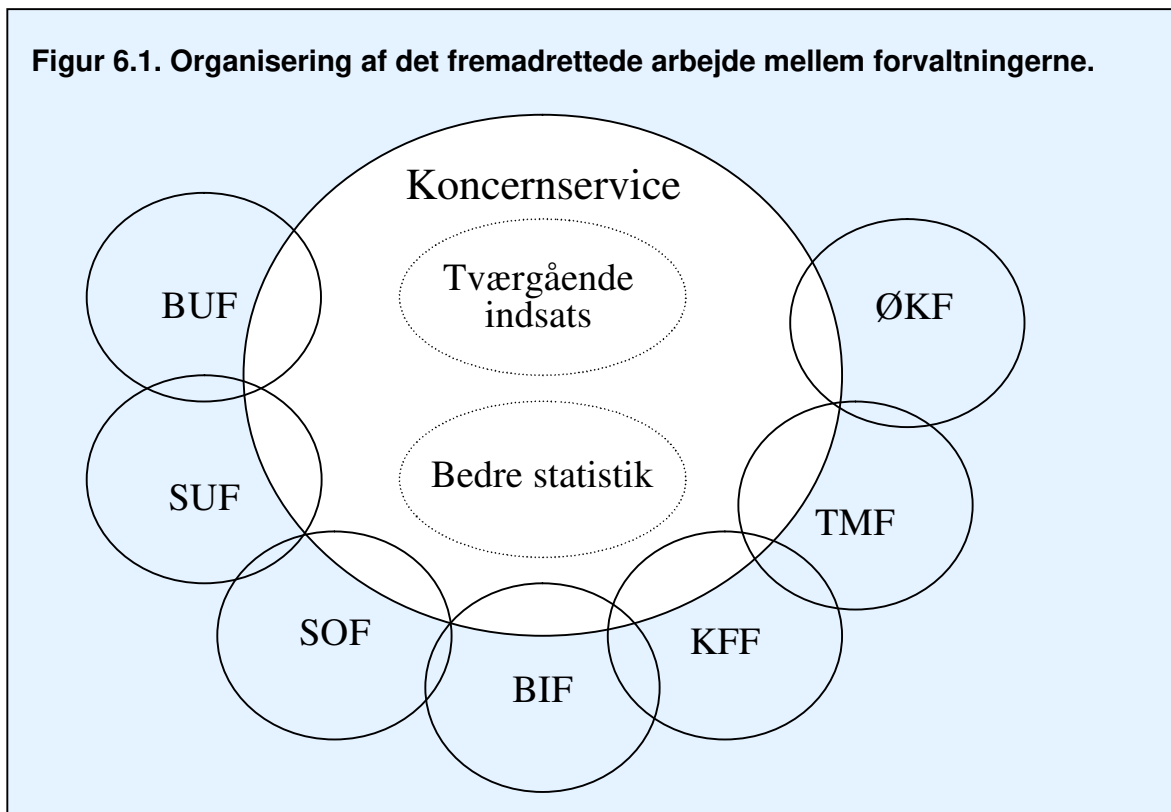 Figur 6.1. Organisering af det fremadrettede arbejde mellem forvaltningerne.
Koncernservice
Tværgående
indsats
BUF
ØKF
Bedre statistik
SUF
TMF
SOF
KFF
BIF